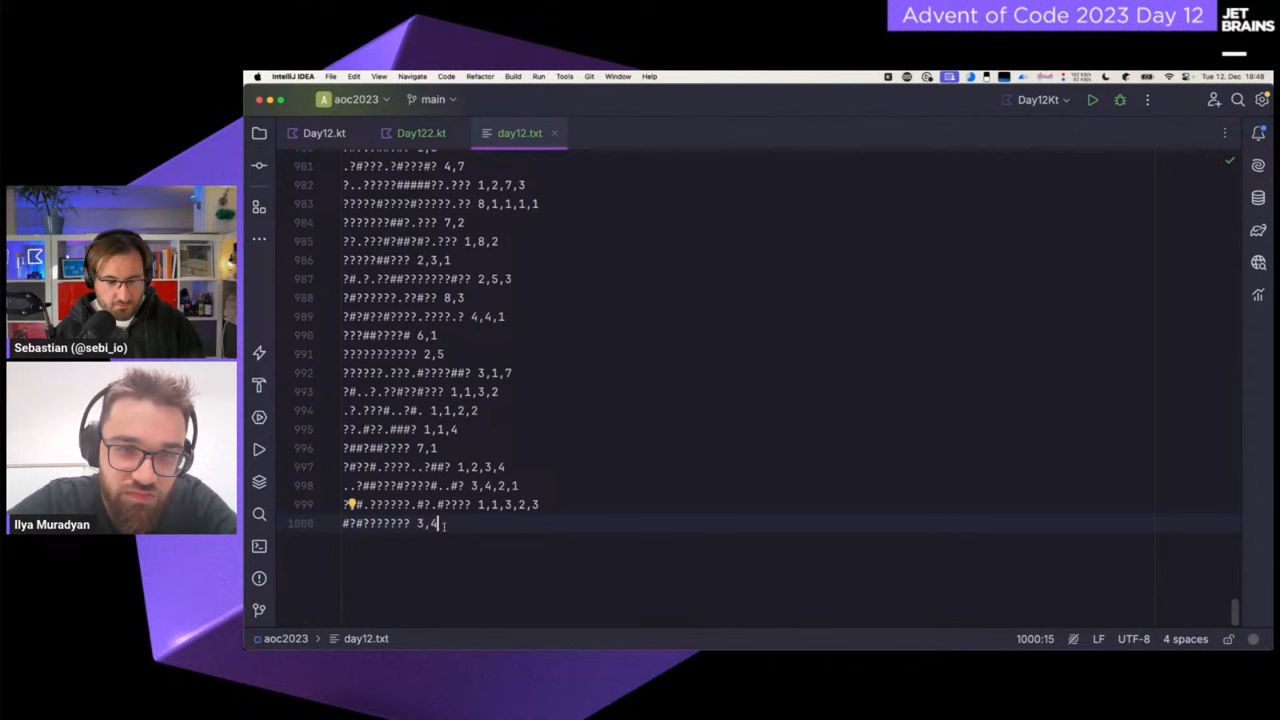 Advent of Code 2023 Day 12
JET
BRAINS
IntelliJ IDEA File Edit View Navigate Code Refactor Build Run Tools Git Window Help
Tue 12. Dec 18:48
A aoc2023 main
Day12Kt
Day12.kt Day122.kt day12.txt
981 .?#???.?#???#? 4,7
982 ?..?????#####??.??? 1,2,7,3
983 ?????#????#?????.?? 8,1,1,1,1
984 ???????##?.??? 7,2
985 ??.???#?##?#?.??? 1,8,2
986 ?????##??? 2,3,1
987 ?#.?.??##???????#?? 2,5,3
988 ?#??????.??#?? 8,3
989 ?#?#??#????.????.? 4,4,1
990 ???##????# 6,1
991 ??????????? 2,5
992 ??????.???.#????##? 3,1,7
993 ?#..?.??#??#??? 1,1,3,2
994 .?.???#..?#. 1,1,2,2
995 ??.#??.###? 1,1,4
996 ?##?##???? 7,1
997 ?#??#.????..?##? 1,2,3,4
998 ..?##???#????#..#? 3,4,2,1
999 ? #.??????.#?.#???? 1,1,3,2,3
1000 #?#??????? 3,4
Sebastian (@sebi_io)
Ilya Muradyan
aoc2023 > day12.txt
1000:15 LF UTF-8 4 spaces